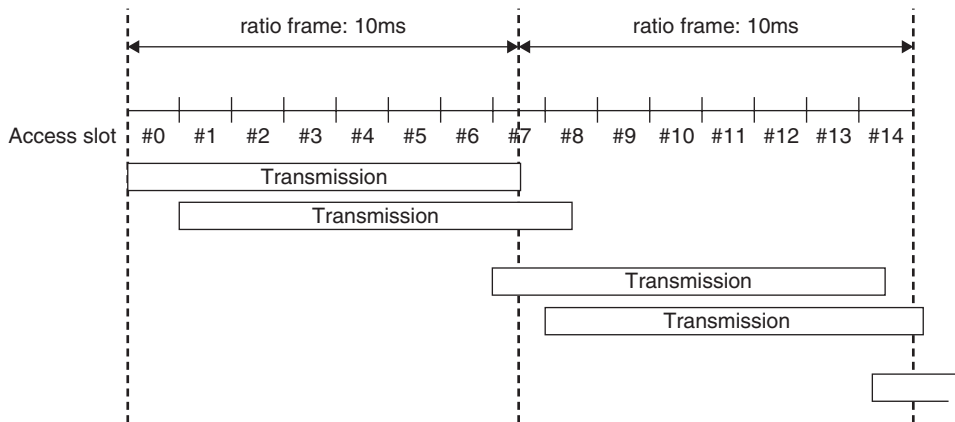 ratio frame: 10ms ratio frame: 10ms
Access slot #0 #1 #2 #3 #4 #5 #6 #7 #8 #9 #10 #11 #12 #13 #14
Transmission
Transmission
Transmission
Transmission